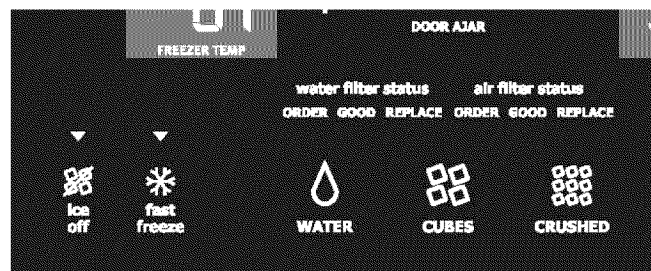 DOOR AJAR
FREEZER TEMP
water filter status air filter status
ORDER GOOD REPLACE ORDER GOOD REPLACE
ice off
fast freeze
WATER CUBES CRUSHED